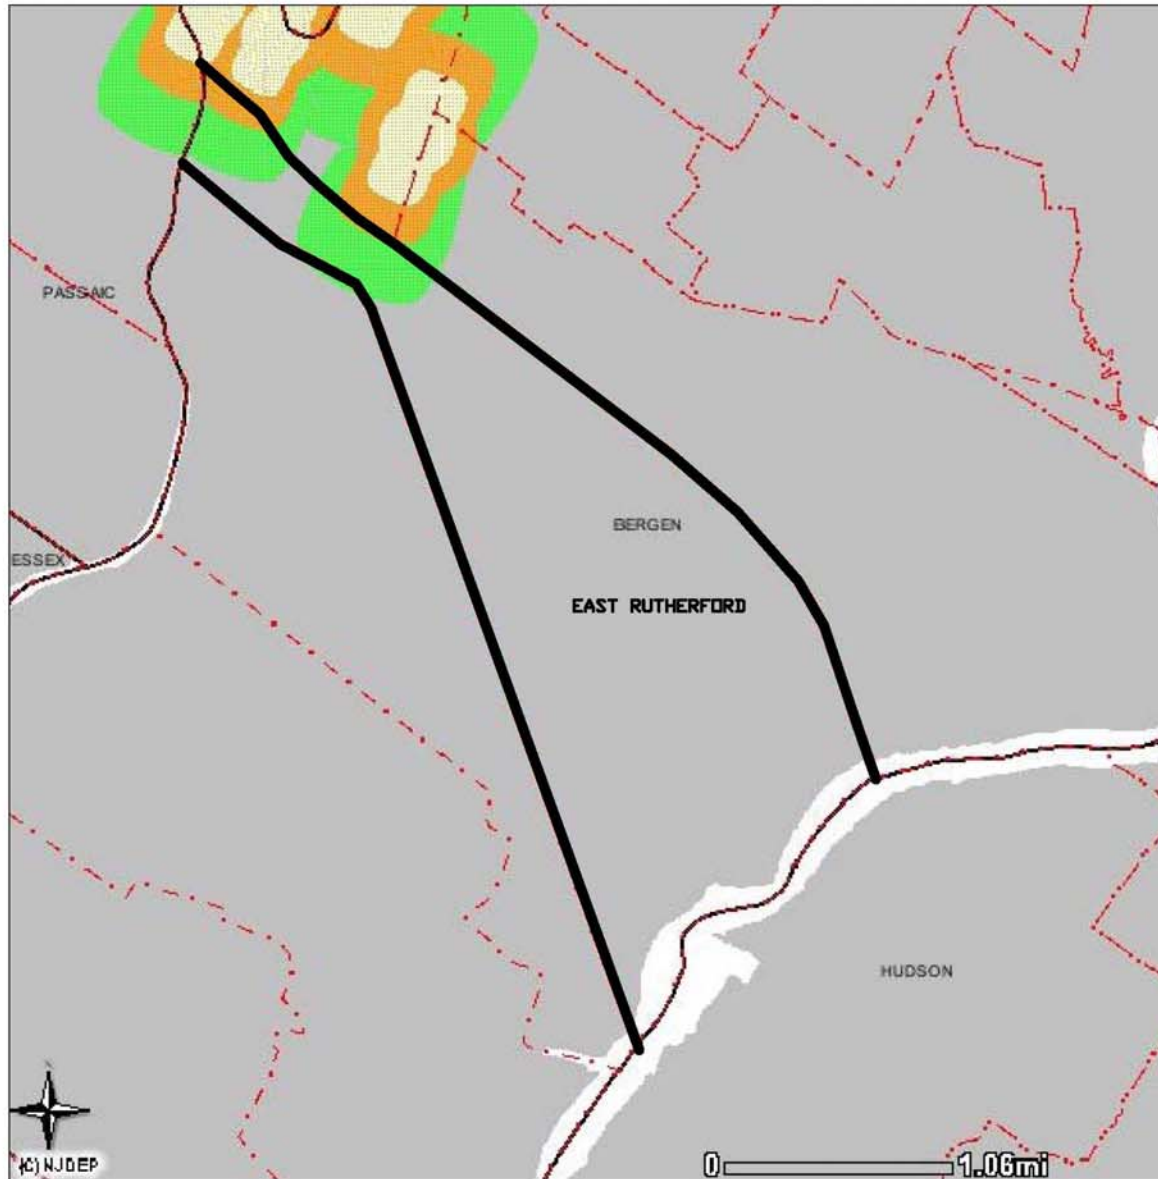 PASSAIC
BERGEN
ESSEX
EAST RUTHERFORD
HUDSON
(C) NJDEP
0 1.06mi